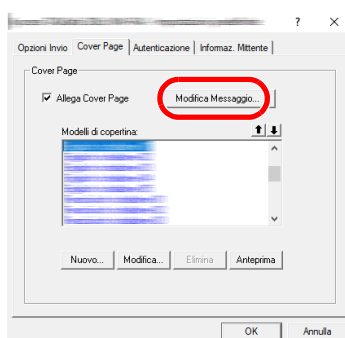 ?
Opzioni Invio Cover Page Autenticazione Informaz. Mittente
Cover Page
Allega Cover Page Modifica Messaggio...
Modelli di copertina:
Nuovo... Modifica... Elimina Anteprima
OK Annulla